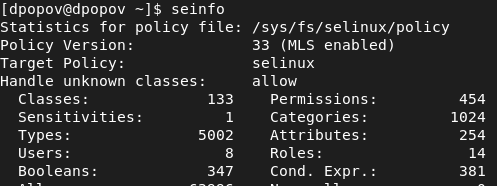 [dpopov@dpopov ~]$ seinfo
Statistics for policy file: /sys/fs/selinux/policy
Policy Version: 33 (MLS enabled)
Target Policy: selinux
Handle unknown classes: allow
Classes: 133 Permissions: 454
Sensitivities: 1 Categories: 1024
Types: 5002 Attributes: 254
Users: 8 Roles: 14
Booleans: 347 Cond. Expr.: 381